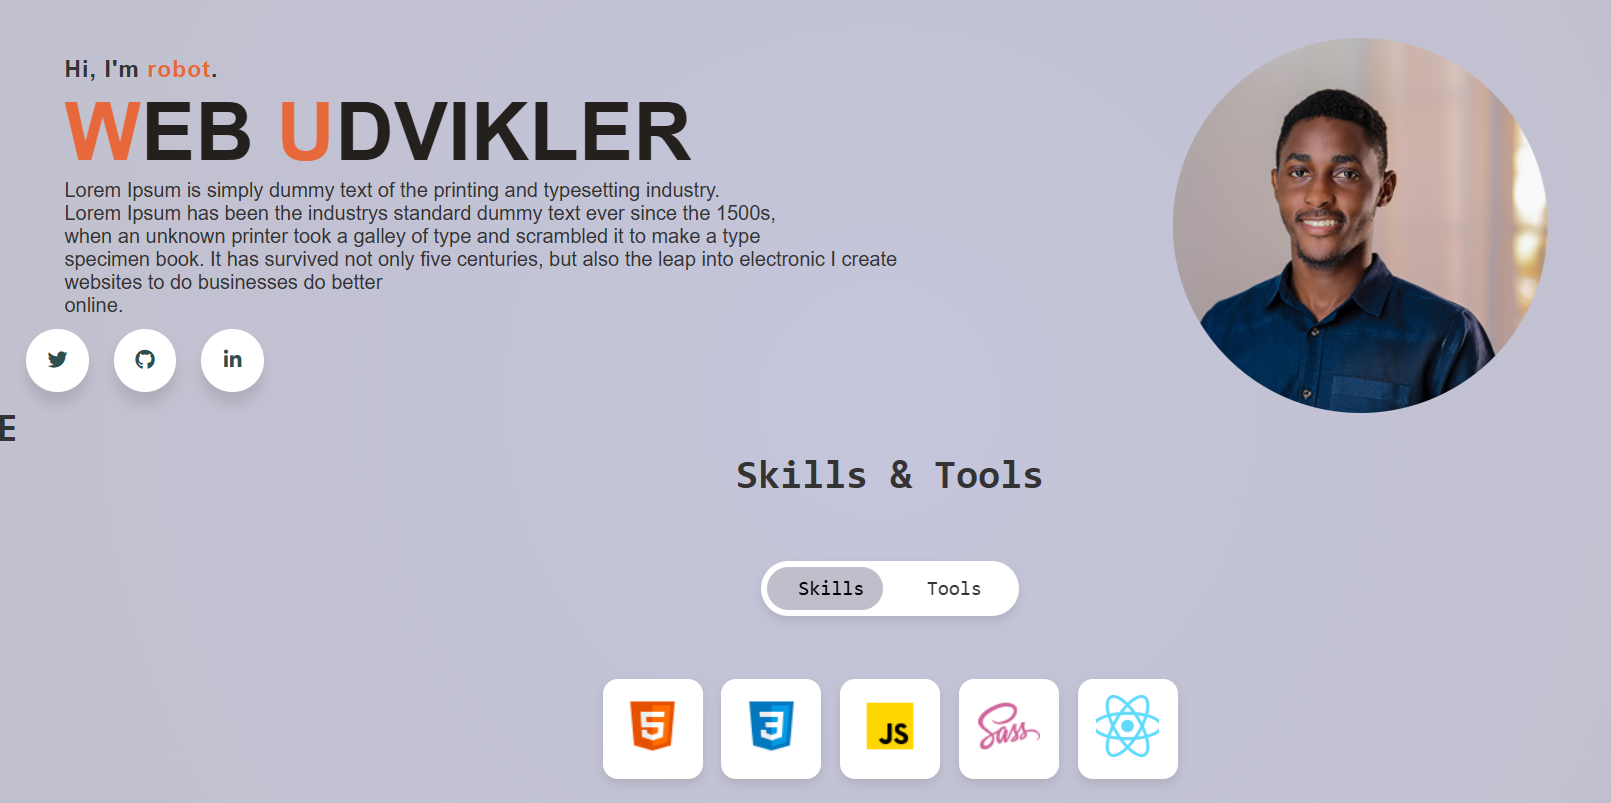 Hi, I'm robot.
WEB UDVIKLER
Lorem Ipsum is simply dummy text of the printing and typesetting industry.
Lorem Ipsum has been the industrys standard dummy text ever since the 1500s,
when an unknown printer took a galley of type and scrambled it to make a type
specimen book. It has survived not only five centuries, but also the leap into electronic I create
websites to do businesses do better
online.
in
E
Skills & Tools
Skills Tools
5
3
JS
Sass